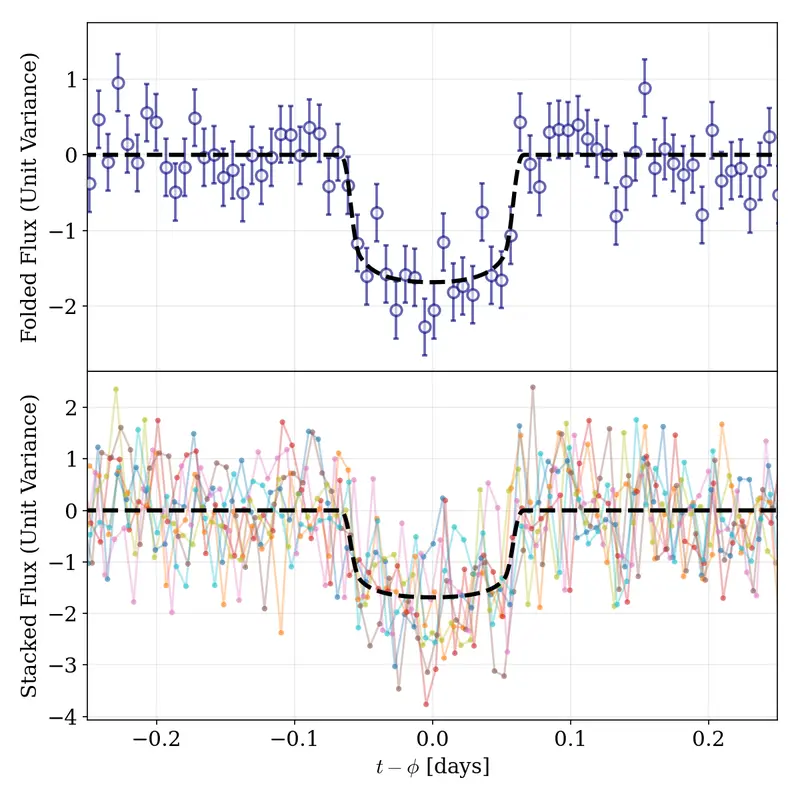 Folded Flux (Unit Variance)
1
0
−1
−2
Stacked Flux (Unit Variance)
2
1
0
−1
−2
−3
−4
−0.2 −0.1 0.0 0.1 0.2
t − ϕ [days]